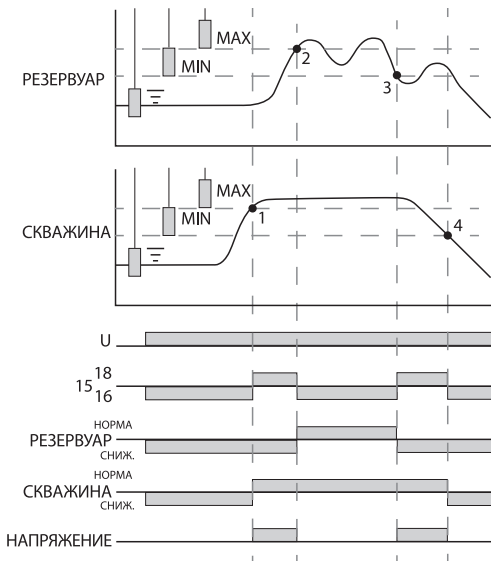 MAX
MIN
2
РЕЗЕРВУАР
3
MAX
MIN
1
СКВАЖИНА
4
U
18
15
16
НОРМА
РЕЗЕРВУАР
СНИЖ.
НОРМА
СКВАЖИНА
СНИЖ.
НАПРЯЖЕНИЕ